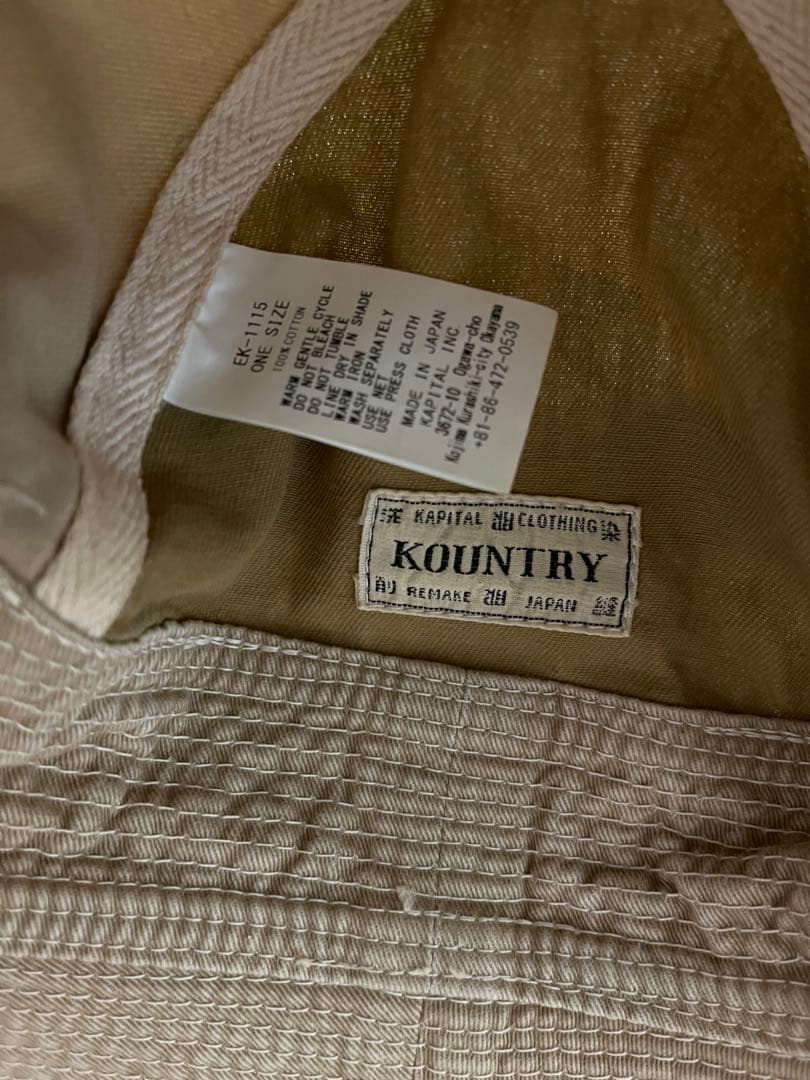 EK-1115
ONE SIZE
100% COTTON
WARM GENTLE CYCLE
DO NOT BLEACH
DO NOT TUMBLE
LINE DRY IN SHADE
WARM IRON
WASH SEPARATELY
USE NET
USE PRESS CLOTH
MADE IN JAPAN
KAPITAL INC.
3672-10 Ogawa-cho
Kojima Kurashiki-city Okayama
+81-86-472-0539
KAPITAL CLOTHING 染
KOUNTRY
REMAKE JAPAN 縫